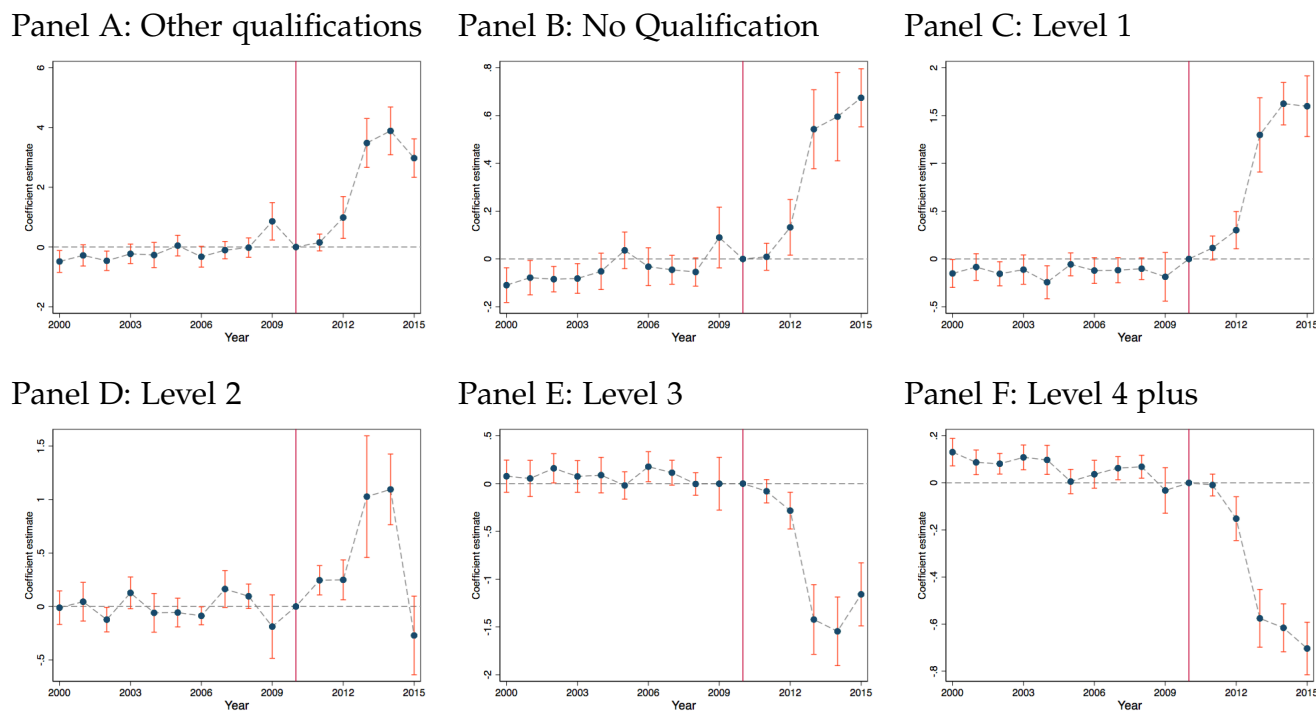 Panel A: Other qualifications
Coefficient estimate
6
4
2
0
-2
2000 2003 2006 2009 2012 2015
Year
Panel B: No Qualification
Coefficient estimate
.8
.6
.4
.2
0
-.2
2000 2003 2006 2009 2012 2015
Year
Panel C: Level 1
Coefficient estimate
2
1.5
1
.5
0
-.5
2000 2003 2006 2009 2012 2015
Year
Panel D: Level 2
Coefficient estimate
1.5
1
.5
0
-.5
2000 2003 2006 2009 2012 2015
Year
Panel E: Level 3
Coefficient estimate
.5
0
-.5
-1
-1.5
-2
2000 2003 2006 2009 2012 2015
Year
Panel F: Level 4 plus
Coefficient estimate
.2
0
-.2
-.4
-.6
-.8
2000 2003 2006 2009 2012 2015
Year